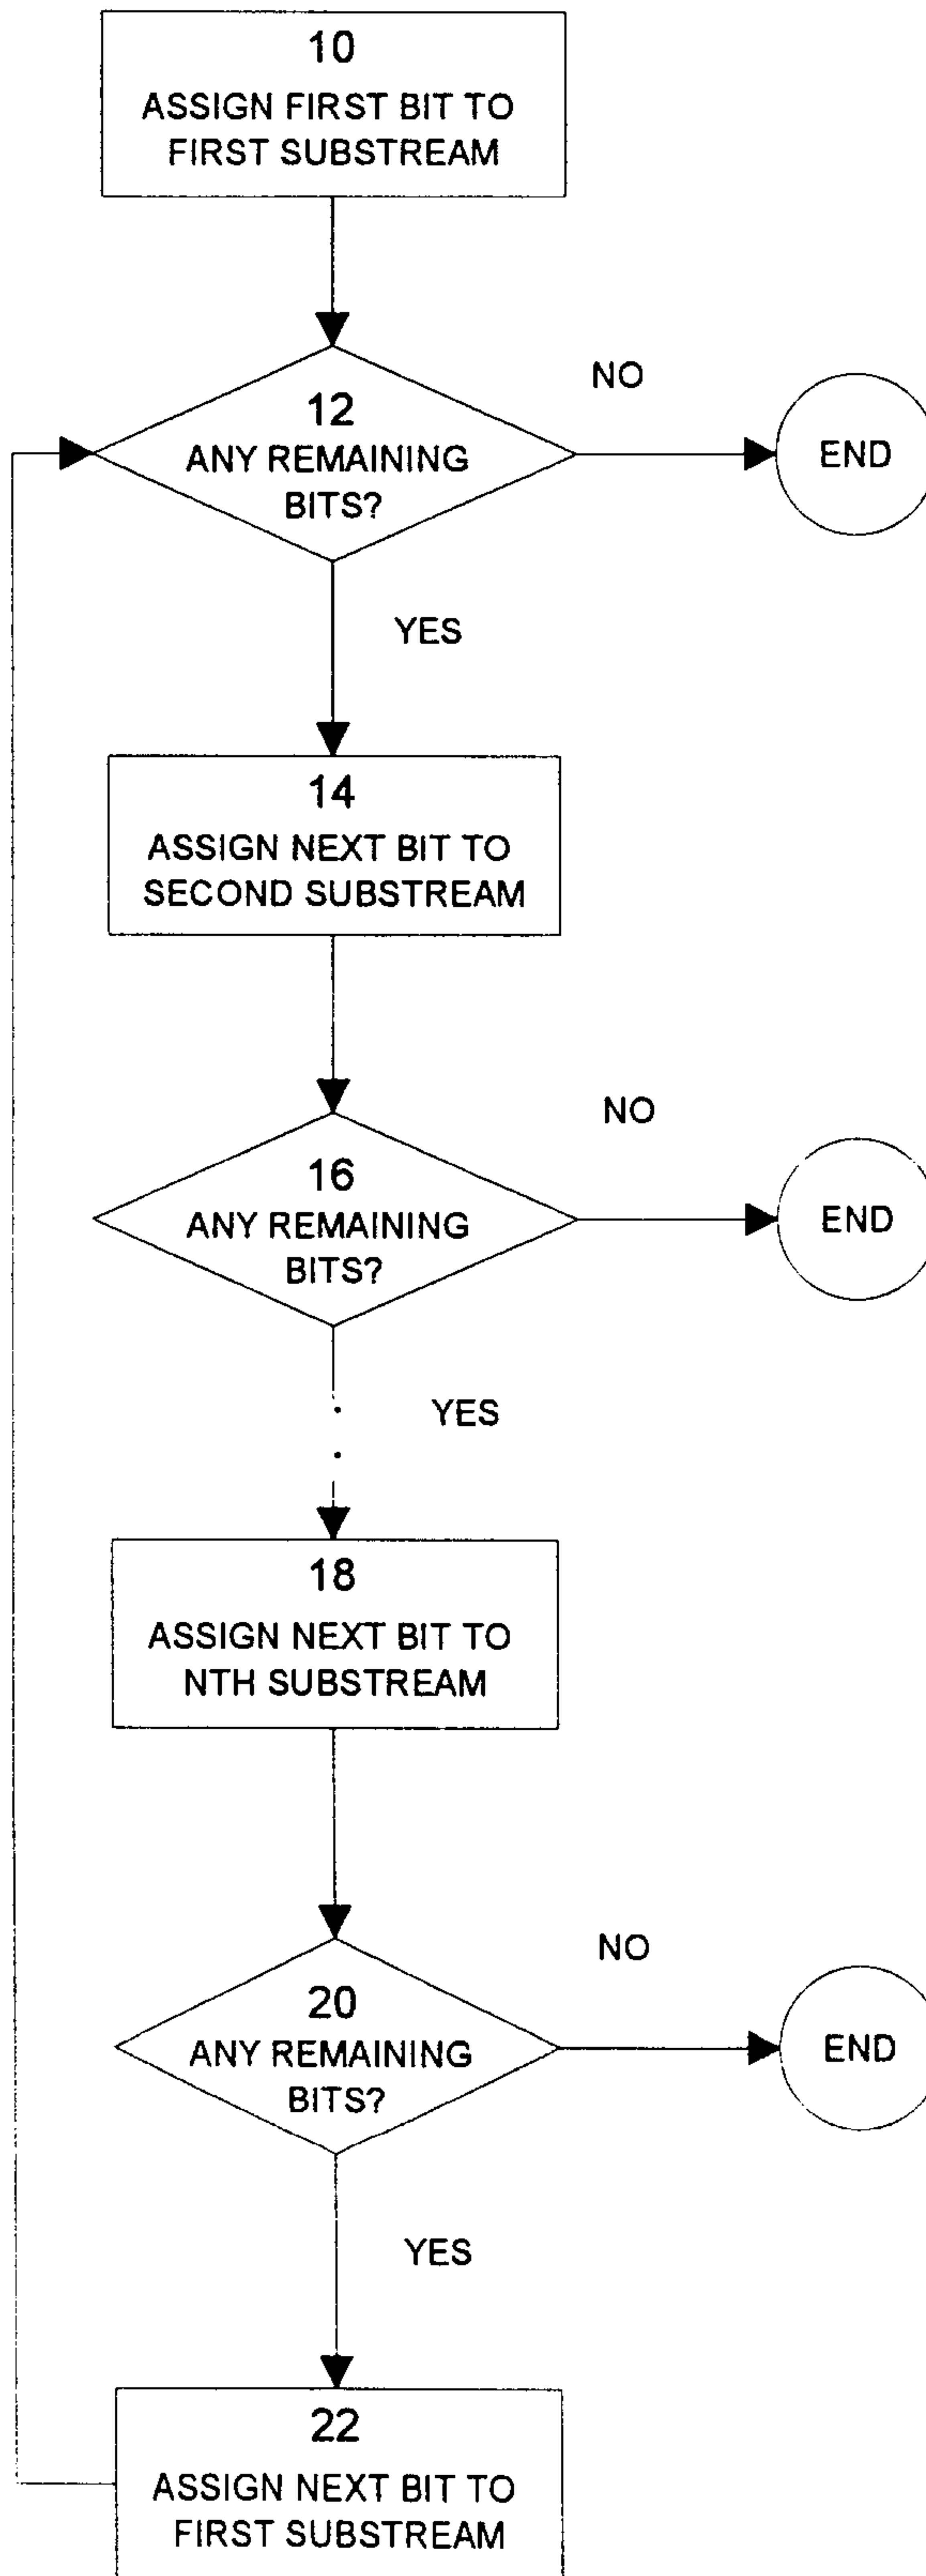 10
ASSIGN FIRST BIT TO
FIRST SUBSTREAM
12
ANY REMAINING
BITS?
NO
END
YES
14
ASSIGN NEXT BIT TO
SECOND SUBSTREAM
16
ANY REMAINING
BITS?
NO
END
YES
18
ASSIGN NEXT BIT TO
NTH SUBSTREAM
20
ANY REMAINING
BITS?
NO
END
YES
22
ASSIGN NEXT BIT TO
FIRST SUBSTREAM